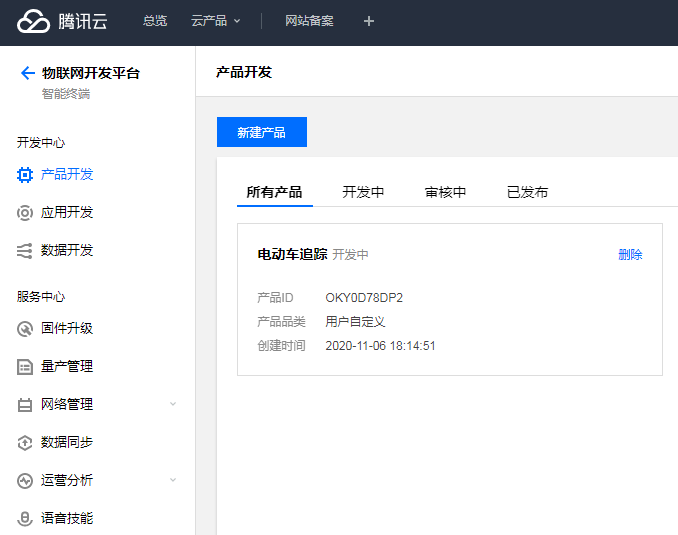 腾讯云 总览 云产品 网站备案 +
物联网开发平台
智能终端
产品开发
开发中心
产品开发
应用开发
数据开发
服务中心
固件升级
量产管理
网络管理
数据同步
运营分析
语音技能
新建产品
所有产品 开发中 审核中 已发布
电动车追踪 开发中 删除
产品ID OKY0D78DP2
产品品类 用户自定义
创建时间 2020-11-06 18:14:51